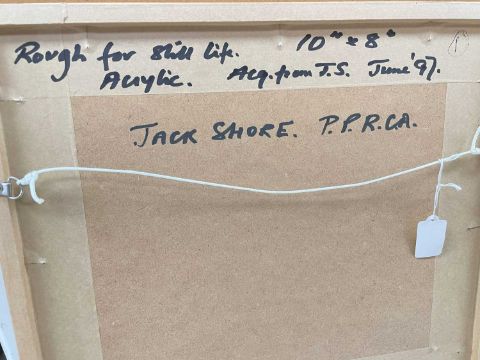 Rough for Still Life. 10" x 8"
Acrylic. Acq. from J.S. June '97.
JACK SHORE. P.P.R.C.A.